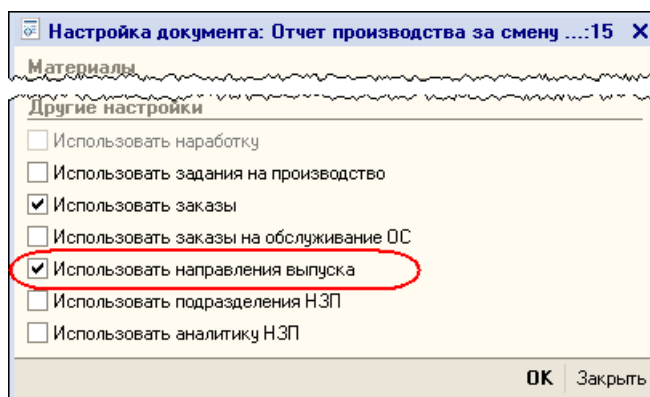 Настройка документа: Отчет производства за смену ...:15
Материалы
Другие настройки
Использовать наработку
Использовать задания на производство
Использовать заказы
Использовать заказы на обслуживание ОС
Использовать направления выпуска
Использовать подразделения НЗП
Использовать аналитику НЗП
ОК Закрыть